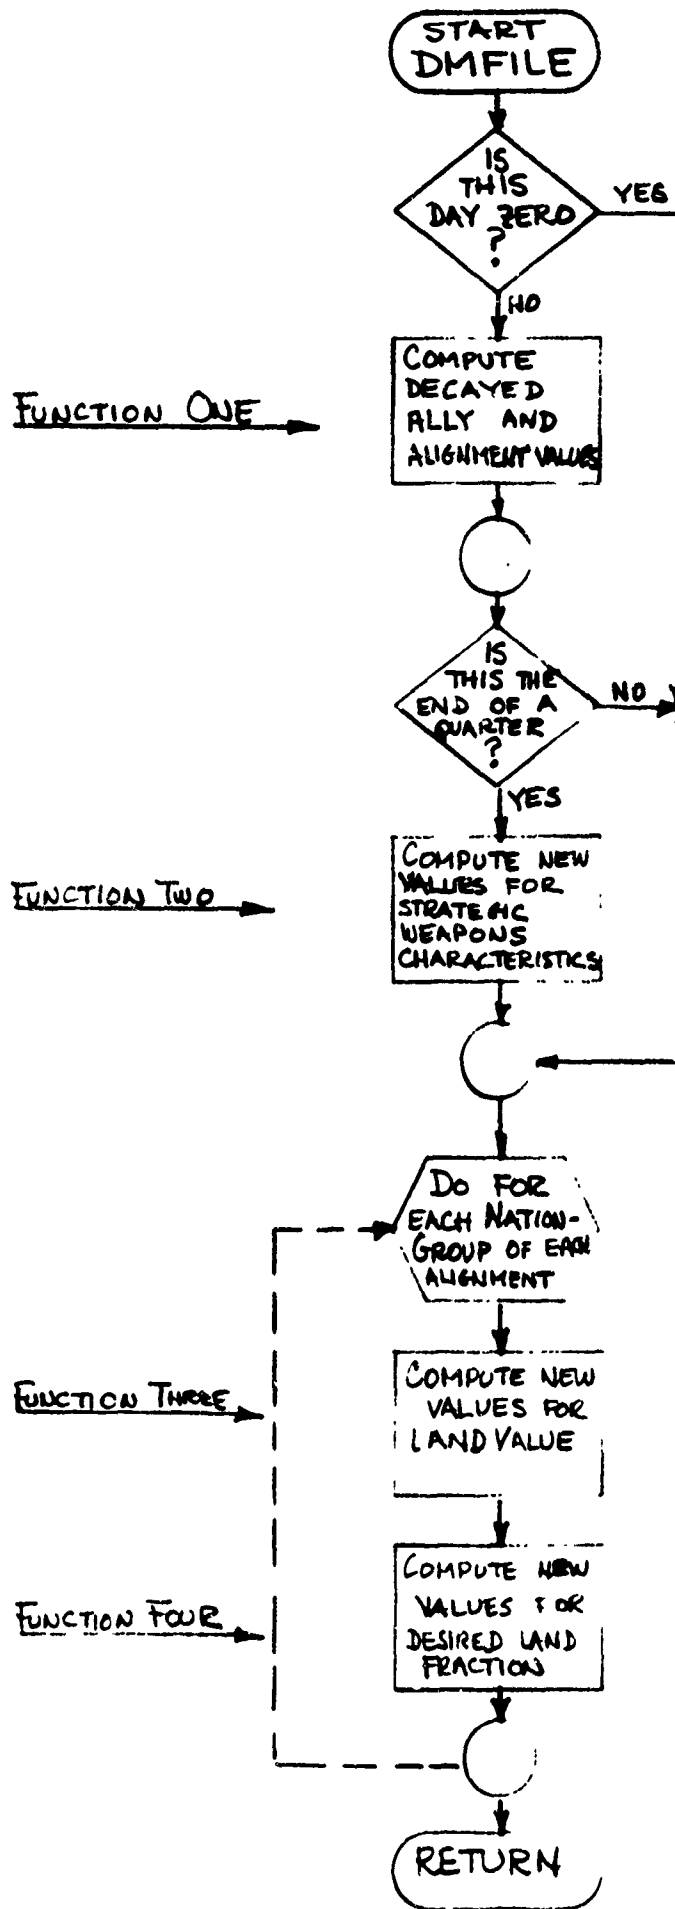 START
DMFILE
IS
THIS
DAY ZERO
?
YES
NO
COMPUTE
DECAYED
ALLY AND
ALIGNMENT VALUES
FUNCTION ONE
IS
THIS THE
END OF A
QUARTER
?
NO
YES
COMPUTE NEW
VALUES FOR
STRATEGIC
WEAPONS
CHARACTERISTICS
FUNCTION TWO
DO FOR
EACH NATION-
GROUP OF EACH
ALIGNMENT
COMPUTE NEW
VALUES FOR
LAND VALUE
FUNCTION THREE
COMPUTE NEW
VALUES FOR
DESIRED LAND
FRACTION
FUNCTION FOUR
RETURN